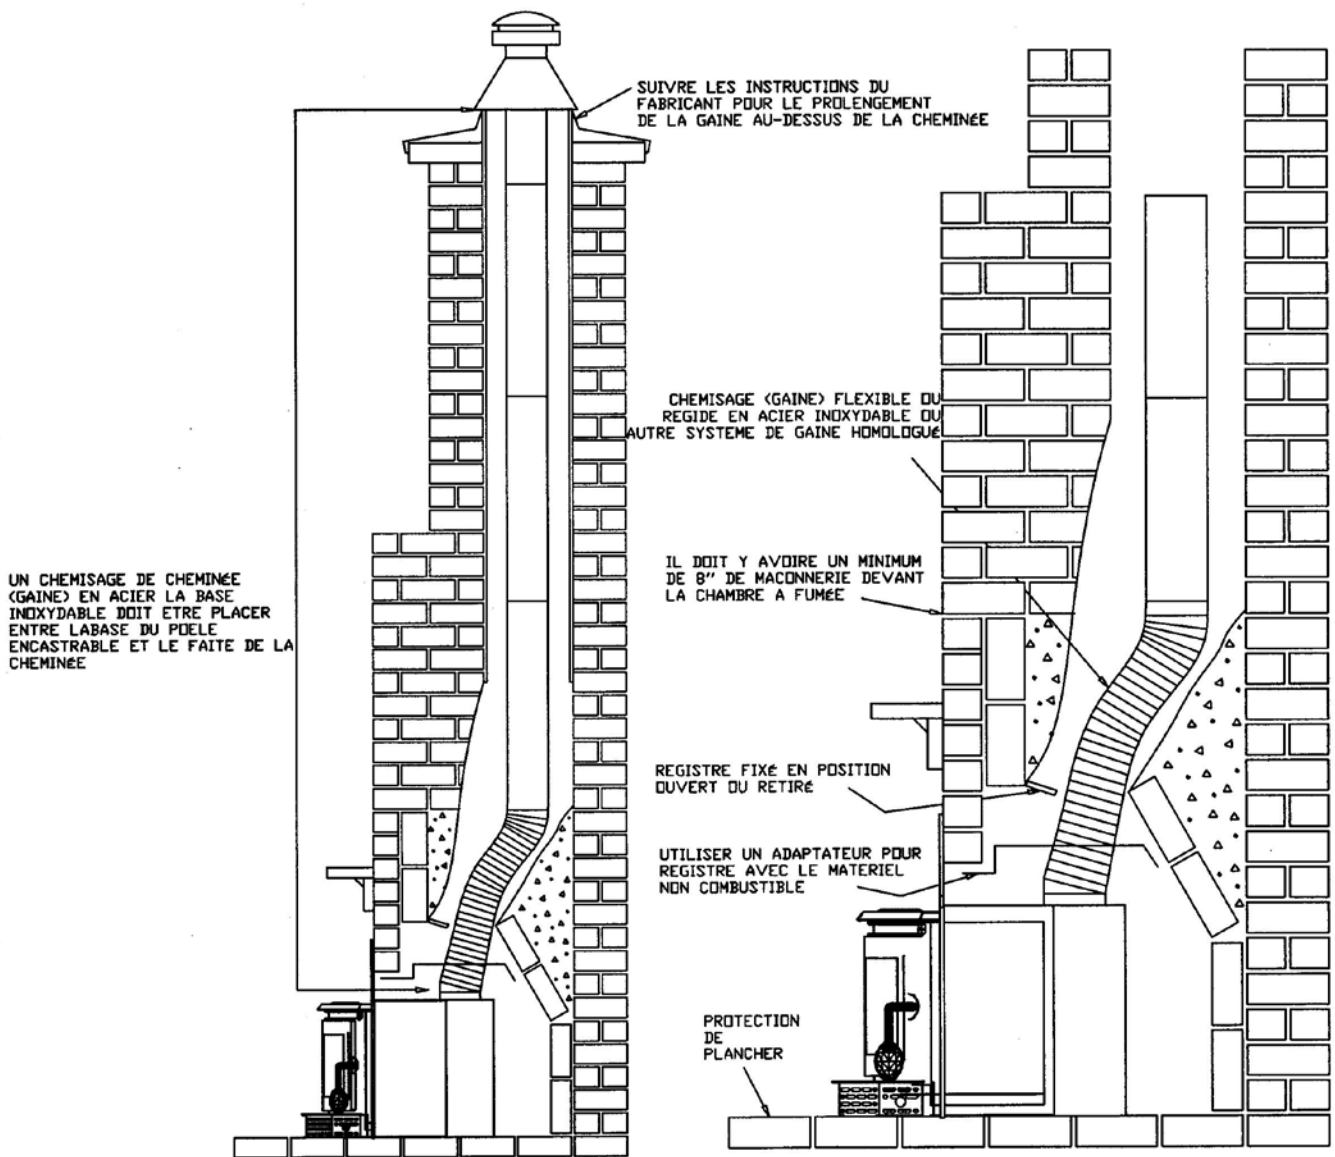 SUIVRE LES INSTRUCTIONS DU
FABRICANT POUR LE PROLENGEMENT
DE LA GAINE AU-DESSUS DE LA CHEMINÉE
CHEMISAGE (GAINE) FLEXIBLE OU
REGIDE EN ACIER INOXYDABLE OU
AUTRE SYSTEME DE GAINE HOMOLOGUÉ
IL DOIT Y AVOIRE UN MINIMUM
DE 8" DE MACONNERIE DEVANT
LA CHAMBRE A FUMÉE
UN CHEMISAGE DE CHEMINÉE
(GAINE) EN ACIER LA BASE
INOXYDABLE DOIT ETRE PLACER
ENTRE LABASE DU POELE
ENCASTRABLE ET LE FAITE DE LA
CHEMINÉE
REGISTRE FIXÉ EN POSITION
OUVERT OU RETIRÉ
UTILISER UN ADAPTATEUR POUR
REGISTRE AVEC LE MATERIEL
NON COMBUSTIBLE
PROTECTION
DE
PLANCHER